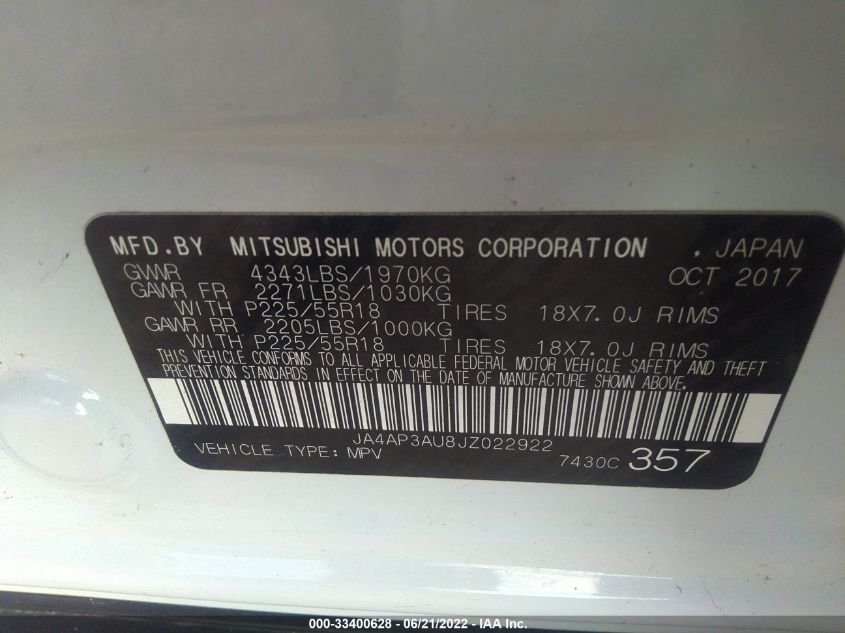 MFD.BY MITSUBISHI MOTORS CORPORATION . JAPAN
GVWR 4343LBS/1970KG OCT 2017
GAWR FR 2271LBS/1030KG
WITH P225/55R18 TIRES 18X7.0J RIMS
GAWR RR 2205LBS/1000KG
WITH P225/55R18 TIRES 18X7.0J RIMS
THIS VEHICLE CONFORMS TO ALL APPLICABLE FEDERAL MOTOR VEHICLE SAFETY AND THEFT
PREVENTION STANDARDS IN EFFECT ON THE DATE OF MANUFACTURE SHOWN ABOVE.
JA4AP3AU8JZ022922
VEHICLE TYPE: MPV 7430C 357
000-33400628 - 06/21/2022 - IAA Inc.